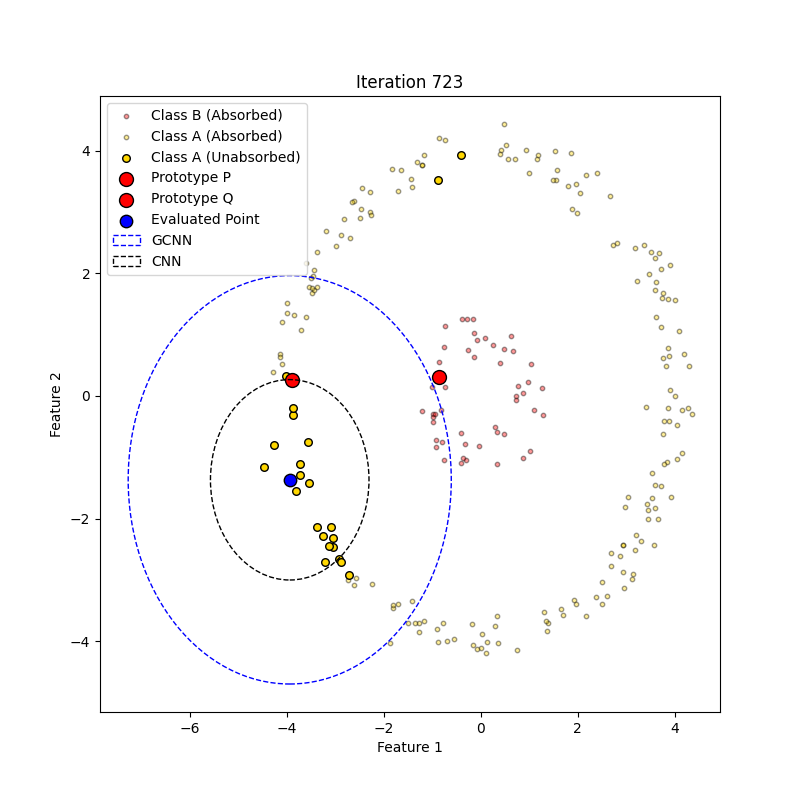 Iteration 723
Class B (Absorbed)
Class A (Absorbed)
Class A (Unabsorbed)
Prototype P
Prototype Q
Evaluated Point
GCNN
CNN
4
2
0
−2
−4
Feature 2
−6 −4 −2 0 2 4
Feature 1